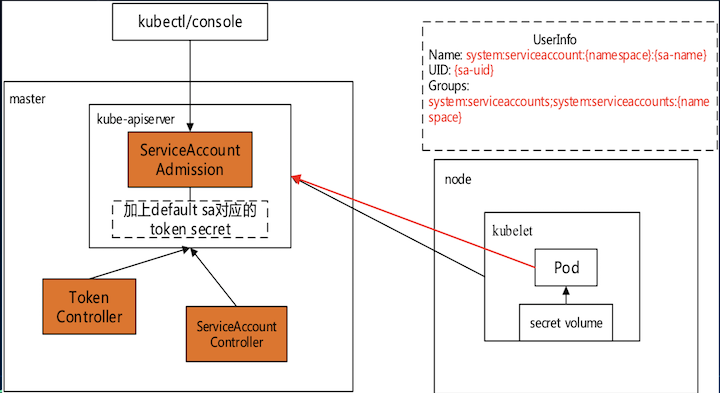 kubectl/console
UserInfo
Name: system:serviceaccount:{namespace}:{sa-name}
UID: {sa-uid}
Groups:
system:serviceaccounts;system:serviceaccounts:{name
space}
master
kube-apiserver
ServiceAccount
Admission
加上default sa对应的
token secret
Token
Controller
ServiceAccount
Controller
node
kubelet
Pod
secret volume